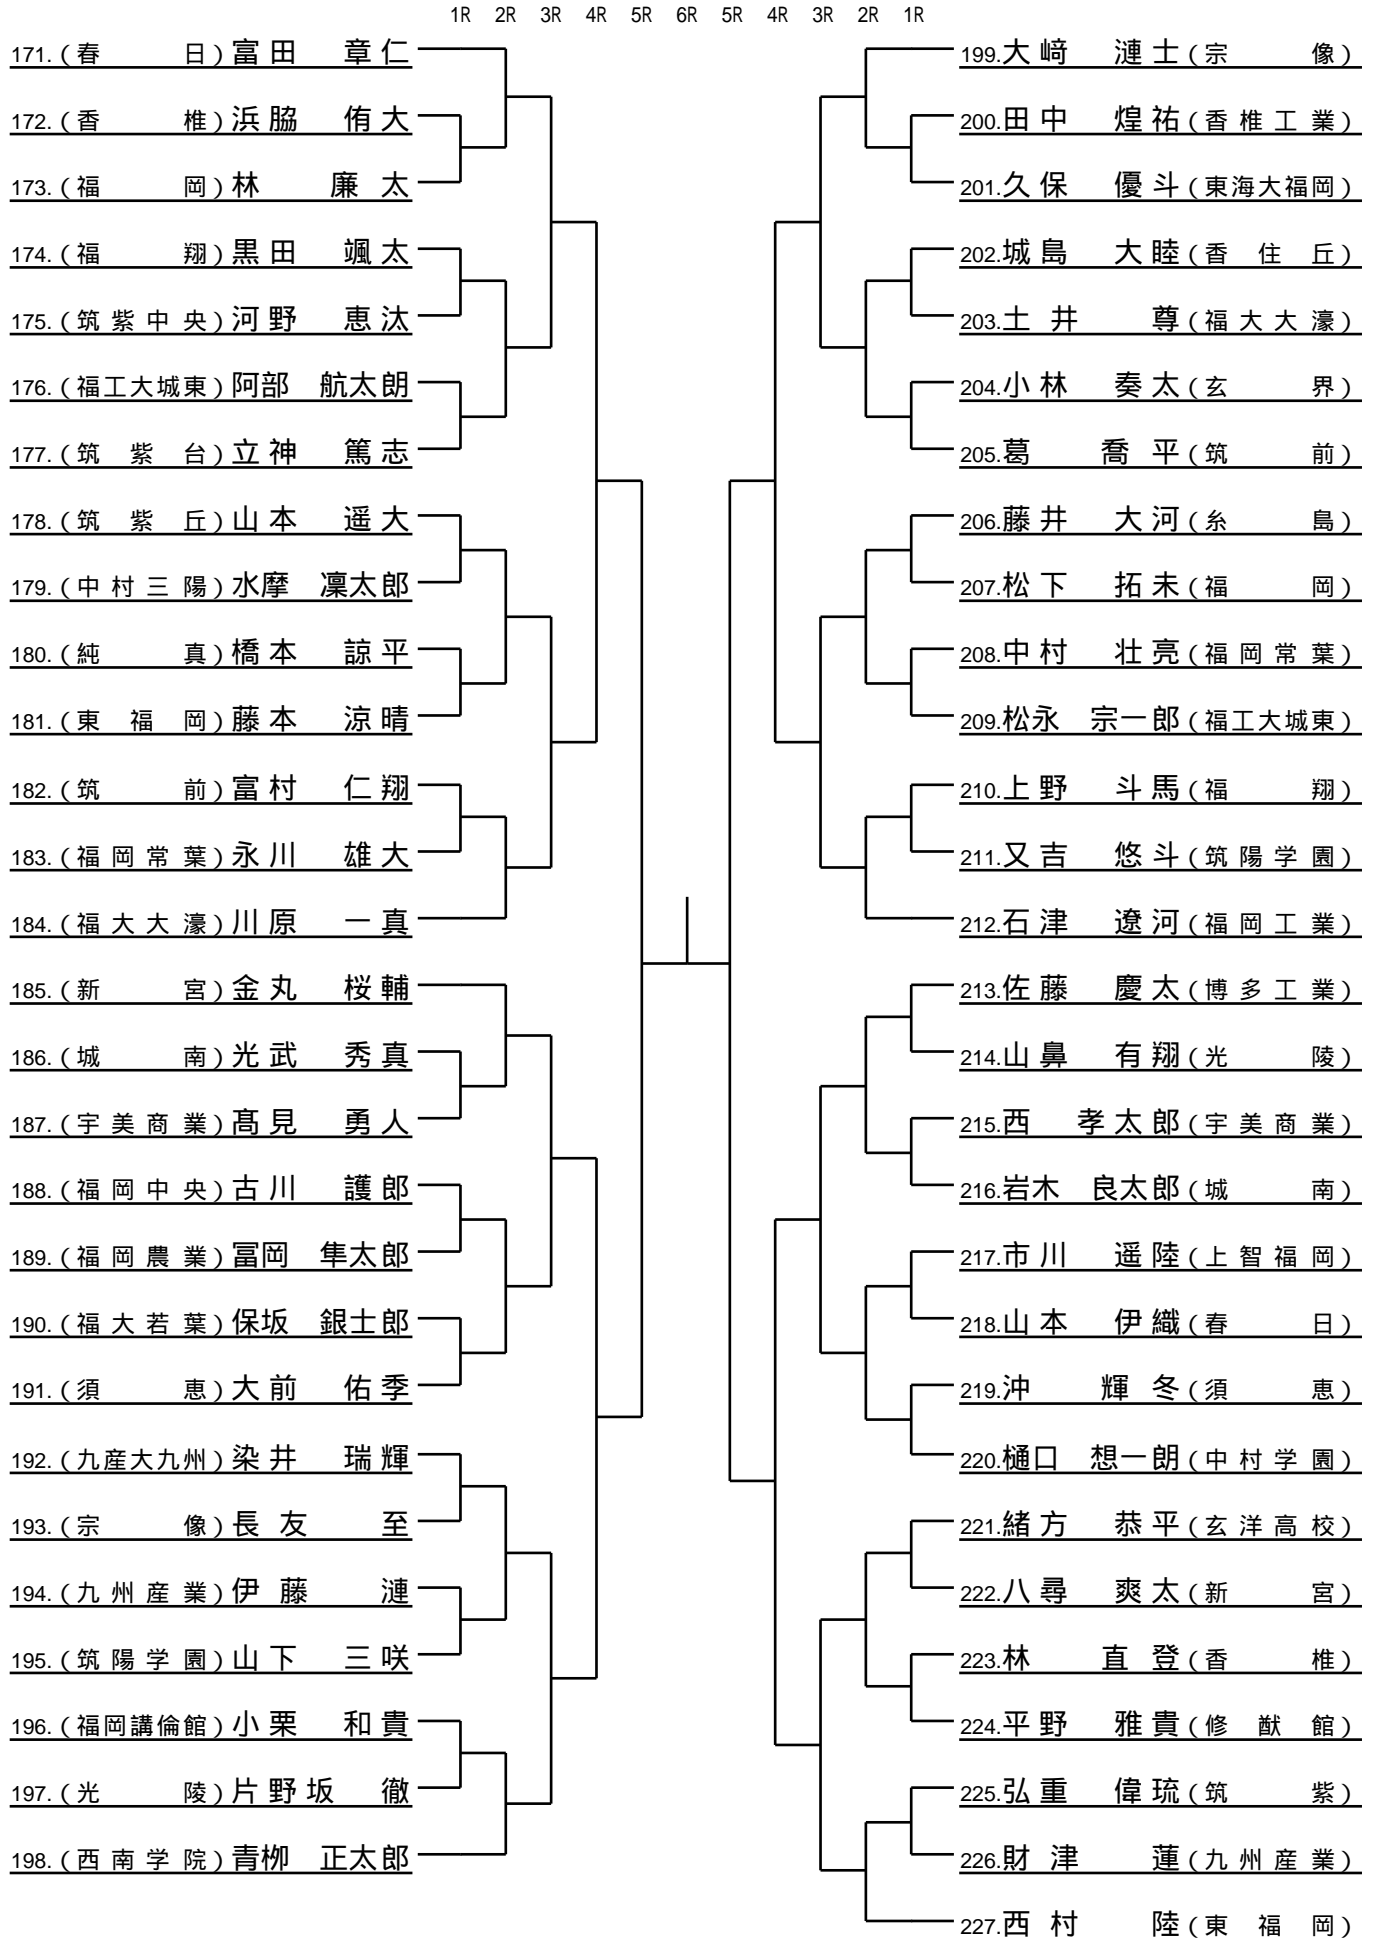 1R 2R 3R 4R 5R 6R 5R 4R 3R 2R 1R
171.(春日)富田 章仁
172.(香椎)浜脇 侑大
173.(福岡)林 廉太
174.(福翔)黒田 颯太
175.(筑紫中央)河野 恵汰
176.(福工大城東)阿部 航太朗
177.(筑紫台)立神 篤志
178.(筑紫丘)山本 遥大
179.(中村三陽)水摩 凜太郎
180.(純真)橋本 諒平
181.(東福岡)藤本 涼晴
182.(筑前)富村 仁翔
183.(福岡常葉)永川 雄大
184.(福大大濠)川原 一真
185.(新宮)金丸 桜輔
186.(城南)光武 秀真
187.(宇美商業)髙見 勇人
188.(福岡中央)古川 護郎
189.(福岡農業)冨岡 隼太郎
190.(福大若葉)保坂 銀士郎
191.(須恵)大前 佑季
192.(九産大九州)染井 瑞輝
193.(宗像)長友 至
194.(九州産業)伊藤 漣
195.(筑陽学園)山下 三咲
196.(福岡講倫館)小栗 和貴
197.(光陵)片野坂 徹
198.(西南学院)青栁 正太郎
199.大﨑 漣士(宗像)
200.田中 煌祐(香椎工業)
201.久保 優斗(東海大福岡)
202.城島 大睦(香住丘)
203.土井 尊(福大大濠)
204.小林 奏太(玄界)
205.葛 喬平(筑前)
206.藤井 大河(糸島)
207.松下 拓未(福岡)
208.中村 壮亮(福岡常葉)
209.松永 宗一郎(福工大城東)
210.上野 斗馬(福翔)
211.又吉 悠斗(筑陽学園)
212.石津 遼河(福岡工業)
213.佐藤 慶太(博多工業)
214.山鼻 有翔(光陵)
215.西 孝太郎(宇美商業)
216.岩木 良太郎(城南)
217.市川 遥陸(上智福岡)
218.山本 伊織(春日)
219.沖 輝冬(須恵)
220.樋口 想一朗(中村学園)
221.緒方 恭平(玄洋高校)
222.八尋 爽太(新宮)
223.林 直登(香椎)
224.平野 雅貴(修猷館)
225.弘重 偉琉(筑紫)
226.財津 蓮(九州産業)
227.西村 陸(東福岡)